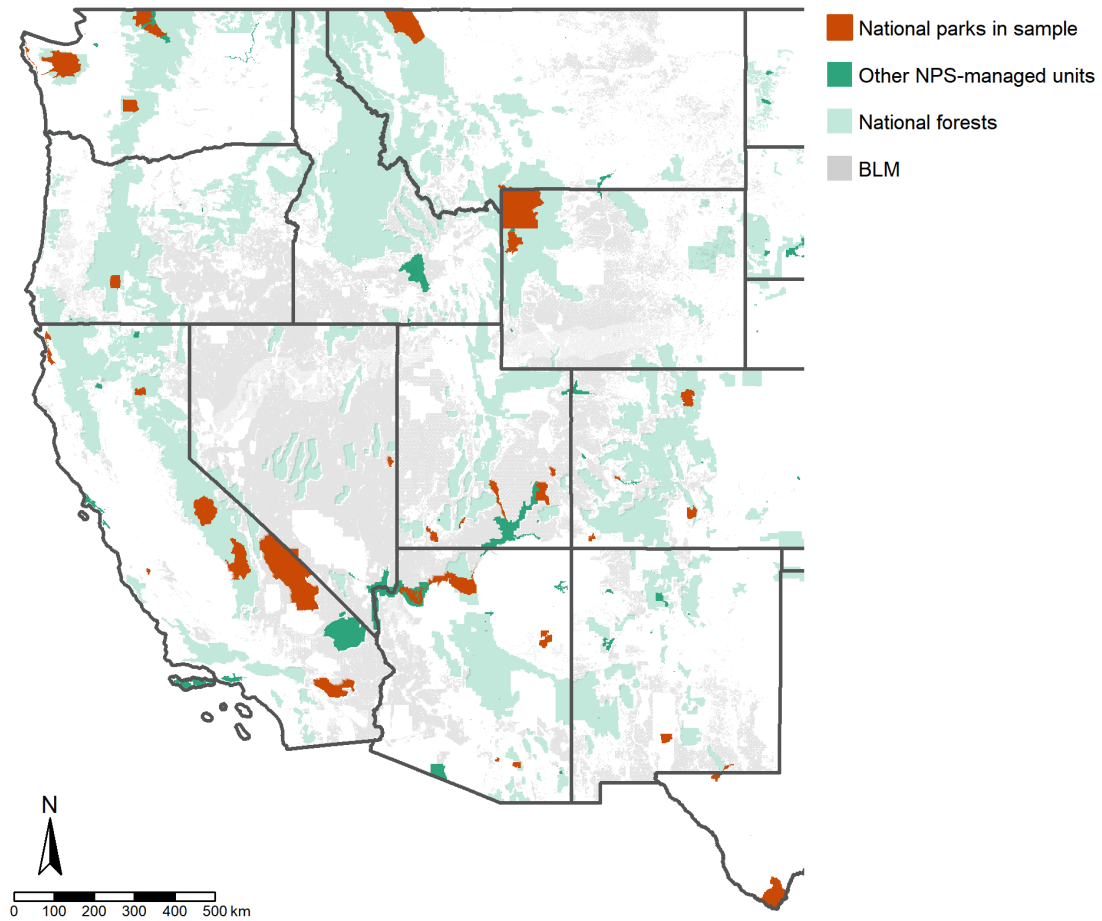 National parks in sample
Other NPS-managed units
National forests
BLM
N
0 100 200 300 400 500 km